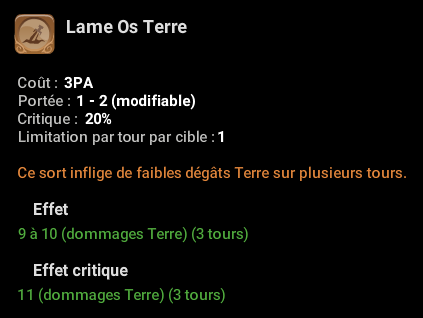 Lame Os Terre
Coût : 3PA
Portée : 1 - 2 (modifiable)
Critique : 20%
Limitation par tour par cible : 1
Ce sort inflige de faibles dégâts Terre sur plusieurs tours.
Effet
9 à 10 (dommages Terre) (3 tours)
Effet critique
11 (dommages Terre) (3 tours)